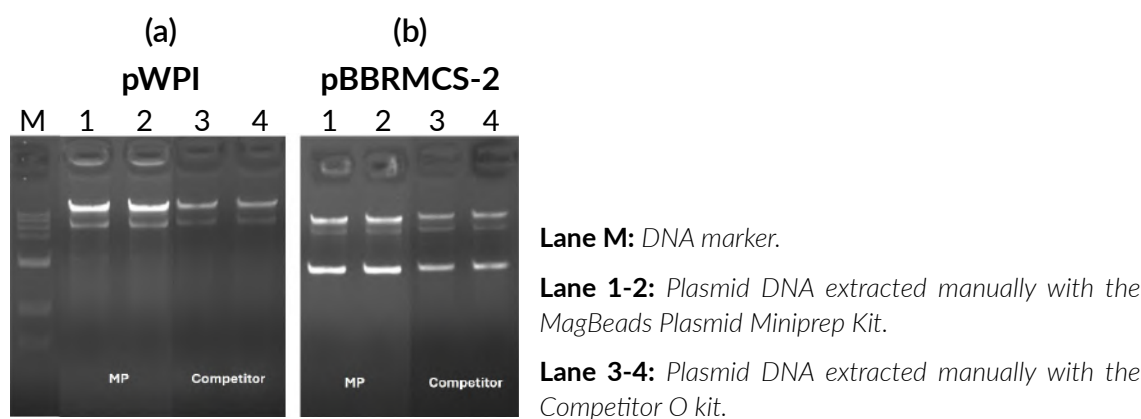 (a) (b)
pWPI pBBRMCS-2
M 1 2 3 4 1 2 3 4
MP Competitor MP Competitor
Lane M: DNA marker.
Lane 1-2: Plasmid DNA extracted manually with the
MagBeads Plasmid Miniprep Kit.
Lane 3-4: Plasmid DNA extracted manually with the
Competitor O kit.